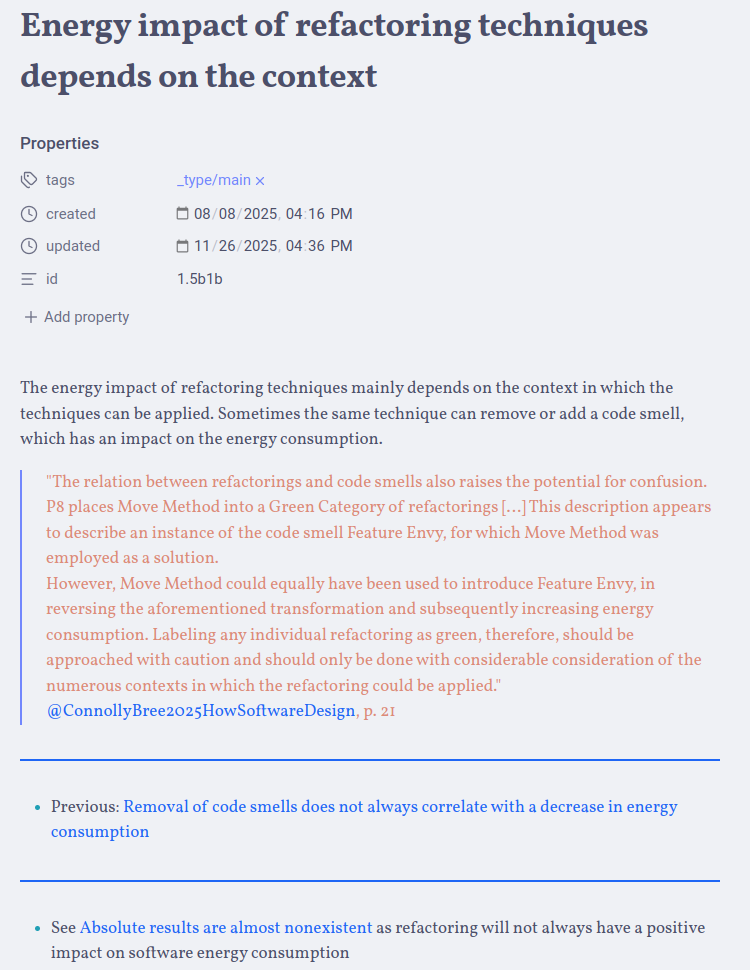 Energy impact of refactoring techniques
depends on the context
Properties
tags _type/main ×
created 08/08/2025, 04:16 PM
updated 11/26/2025, 04:36 PM
id 1.5b1b
+ Add property
The energy impact of refactoring techniques mainly depends on the context in which the
techniques can be applied. Sometimes the same technique can remove or add a code smell,
which has an impact on the energy consumption.
"The relation between refactorings and code smells also raises the potential for confusion.
P8 places Move Method into a Green Category of refactorings [...] This description appears
to describe an instance of the code smell Feature Envy, for which Move Method was
employed as a solution.
However, Move Method could equally have been used to introduce Feature Envy, in
reversing the aforementioned transformation and subsequently increasing energy
consumption. Labeling any individual refactoring as green, therefore, should be
approached with caution and should only be done with considerable consideration of the
numerous contexts in which the refactoring could be applied."
@ConnollyBree2025HowSoftwareDesign, p. 21
• Previous: Removal of code smells does not always correlate with a decrease in energy
consumption
• See Absolute results are almost nonexistent as refactoring will not always have a positive
impact on software energy consumption